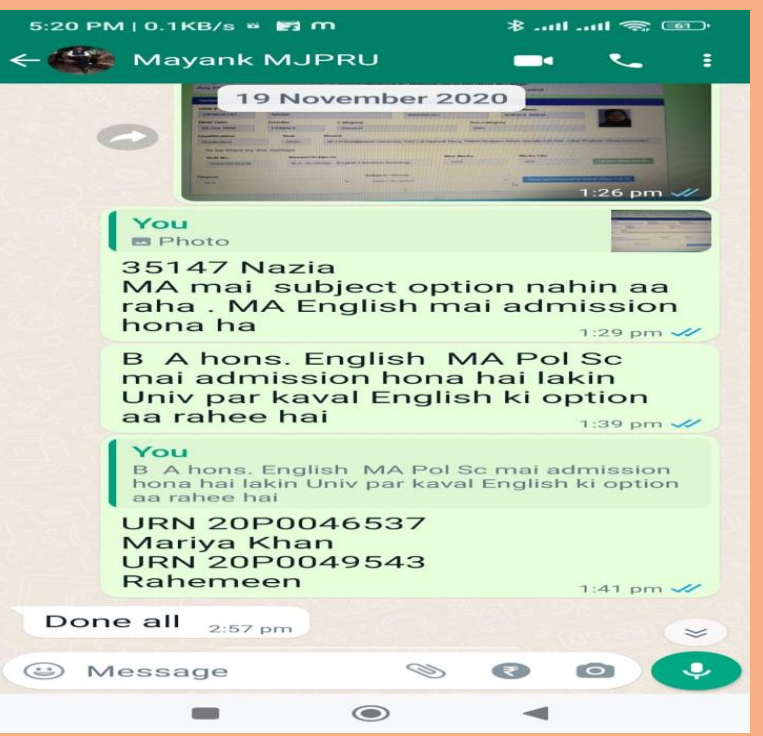 5:20 PM | 0.1KB/s
61
Mayank MJPRU
19 November 2020
1:26 pm
You
Photo
35147 Nazia
MA mai subject option nahin aa
raha . MA English mai admission
hona ha
1:29 pm
B A hons. English MA Pol Sc
mai admission hona hai lakin
Univ par kaval English ki option
aa rahee hai
1:39 pm
You
B A hons. English MA Pol Sc mai admission
hona hai lakin Univ par kaval English ki option
aa rahee hai
URN 20P0046537
Mariya Khan
URN 20P0049543
Rahemeen
1:41 pm
Done all
2:57 pm
Message